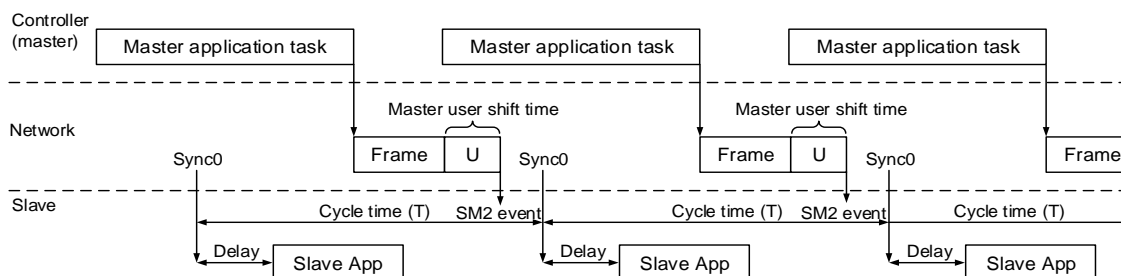 Controller
(master)
Master application task
Master application task
Master application task
Master user shift time
Master user shift time
Network
Frame
U
Frame
U
Frame
Sync0
Sync0
Sync0
Slave
Cycle time (T)
SM2 event
Cycle time (T)
SM2 event
Cycle time (T)
Delay
Slave App
Delay
Slave App
Delay
Slave App